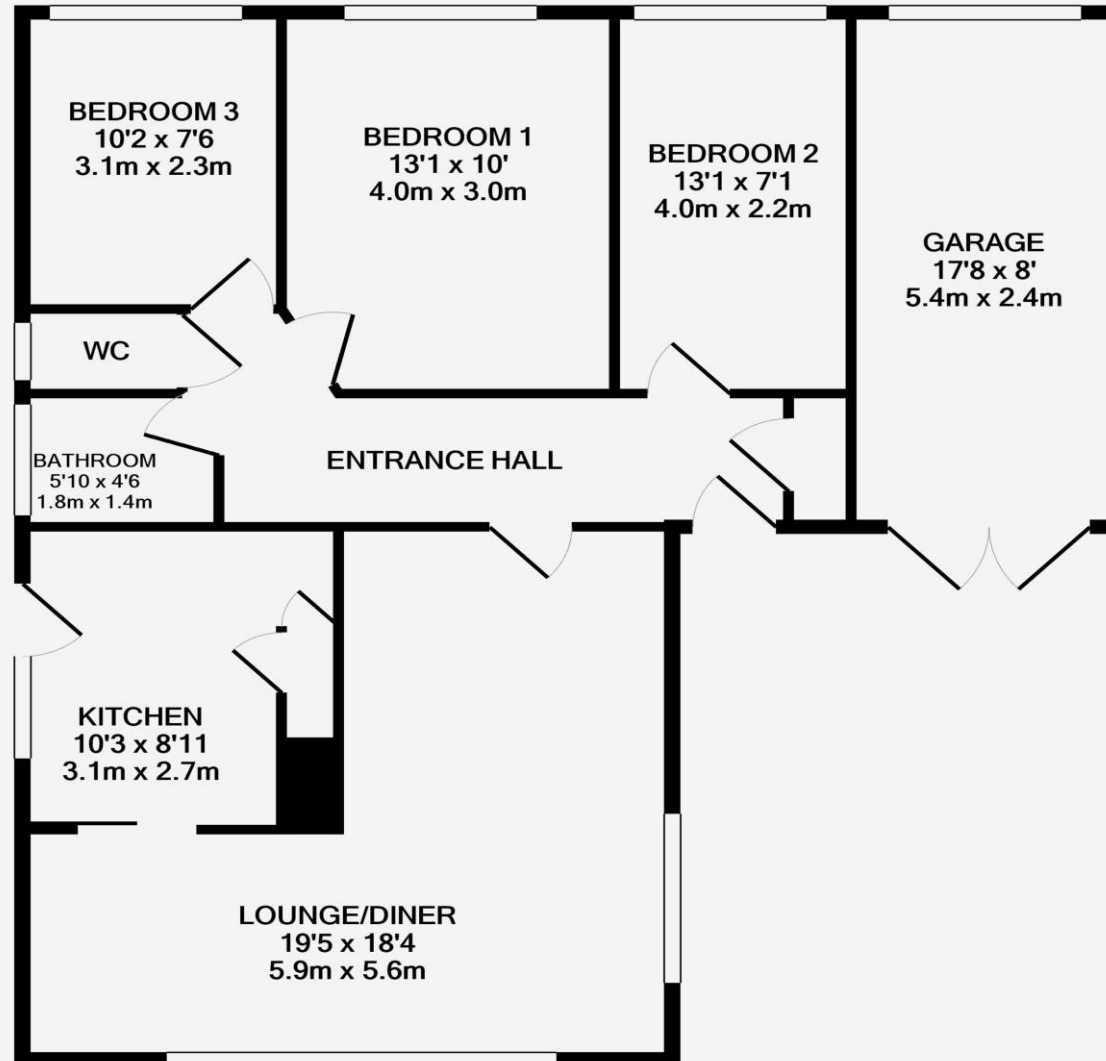 BEDROOM 3
10'2 x 7'6
3.1m x 2.3m
BEDROOM 1
13'1 x 10'
4.0m x 3.0m
BEDROOM 2
13'1 x 7'1
4.0m x 2.2m
GARAGE
17'8 x 8'
5.4m x 2.4m
WC
BATHROOM
5'10 x 4'6
1.8m x 1.4m
ENTRANCE HALL
KITCHEN
10'3 x 8'11
3.1m x 2.7m
LOUNGE/DINER
19'5 x 18'4
5.9m x 5.6m